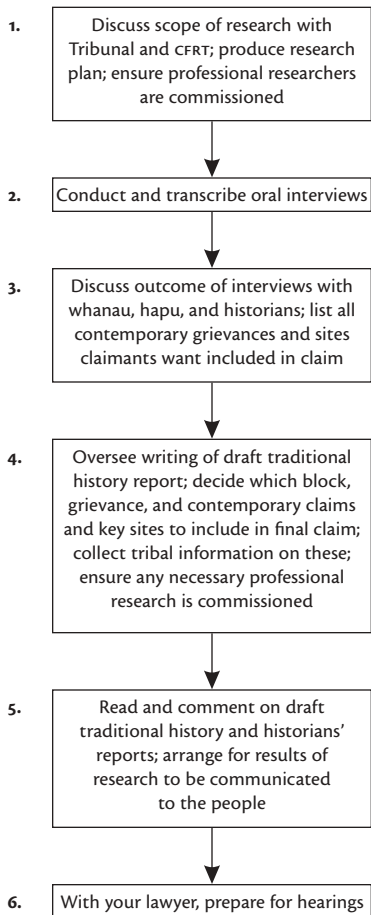 1. Discuss scope of research with
Tribunal and CFRT; produce research
plan; ensure professional researchers
are commissioned
2. Conduct and transcribe oral interviews
3. Discuss outcome of interviews with
whanau, hapu, and historians; list all
contemporary grievances and sites
claimants want included in claim
4. Oversee writing of draft traditional
history report; decide which block,
grievance, and contemporary claims
and key sites to include in final claim;
collect tribal information on these;
ensure any necessary professional
research is commissioned
5. Read and comment on draft
traditional history and historians’
reports; arrange for results of
research to be communicated
to the people
6. With your lawyer, prepare for hearings